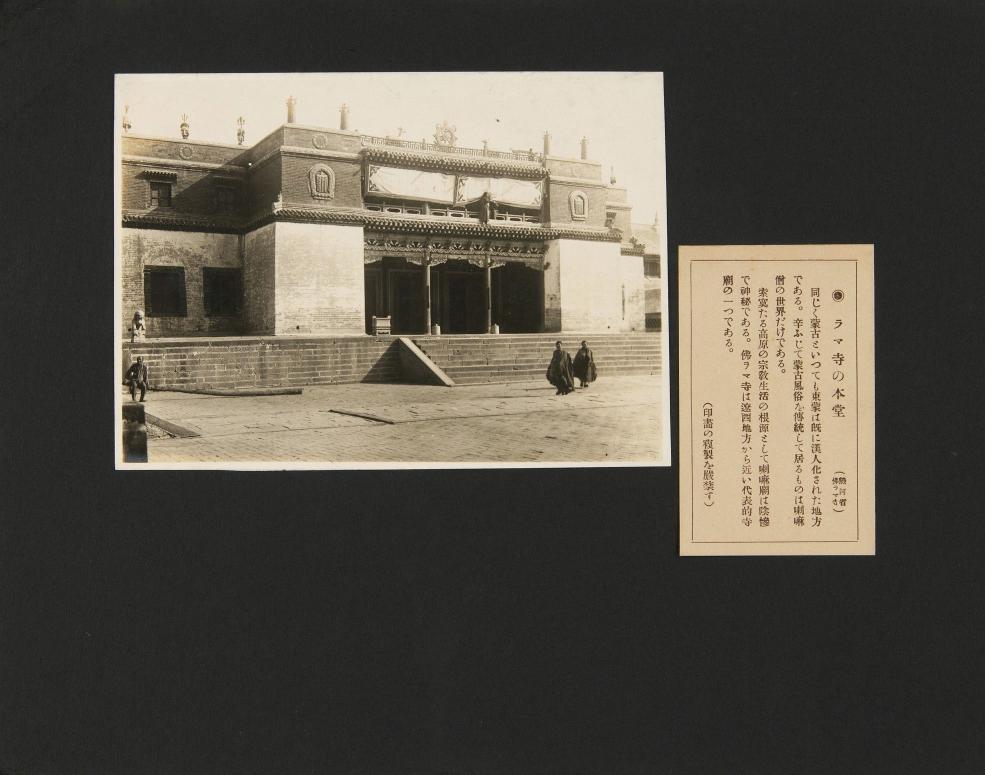 ◉ ラマ寺の本堂 (熱河省 佛ラマ寺)
同じく蒙古といつても東蒙は既に漢人化された地方
である。辛ふじて蒙古風俗を傳統して居るものは喇嘛
僧の世界だけである。
索寞たる高原の宗教生活の根源として喇嘛廟は陰慘
で神秘である。佛ラマ寺は遼西地方から近い代表的寺
廟の一つである。
(印畵の複製を嚴禁す)